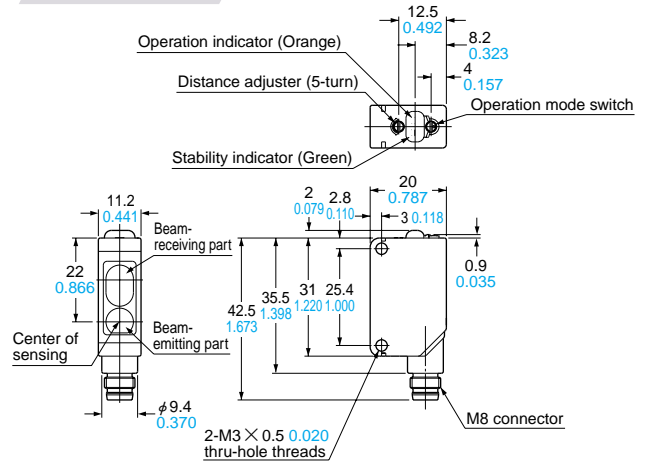 12.5
0.492
Operation indicator (Orange)
8.2
0.323
Distance adjuster (5-turn)
4
0.157
Operation mode switch
Stability indicator (Green)
11.2
0.441
2
0.079
2.8
0.110
20
0.787
3 0.118
Beam-
receiving part
22
0.866
0.9
0.035
42.5
1.673
35.5
1.398
31
1.220
25.4
1.000
Center of
sensing
Beam-
emitting part
φ9.4
0.370
M8 connector
2-M3 × 0.5 0.020
thru-hole threads